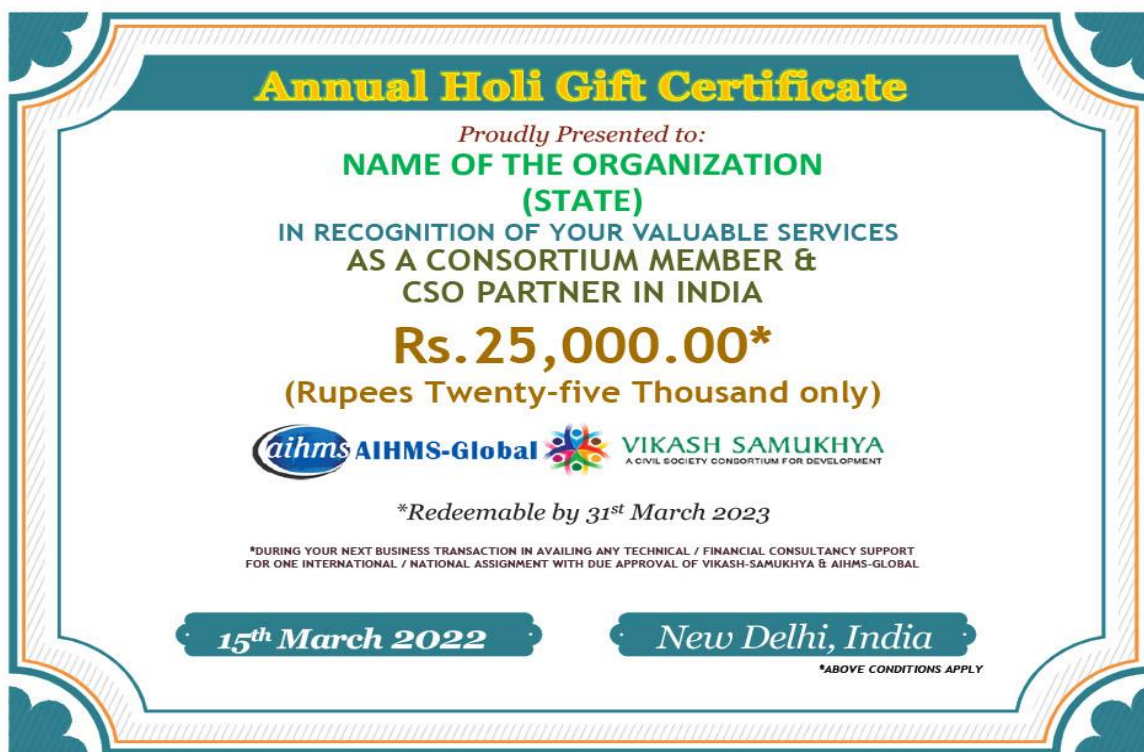 Annual Holi Gift Certificate
Proudly Presented to:
NAME OF THE ORGANIZATION
(STATE)
IN RECOGNITION OF YOUR VALUABLE SERVICES
AS A CONSORTIUM MEMBER &
CSO PARTNER IN INDIA
Rs.25,000.00*
(Rupees Twenty-five Thousand only)
aihms AIHMS-Global VIKASH SAMUKHYA
A CIVIL SOCIETY CONSORTIUM FOR DEVELOPMENT
*Redeemable by 31st March 2023
*DURING YOUR NEXT BUSINESS TRANSACTION IN AVAILING ANY TECHNICAL / FINANCIAL CONSULTANCY SUPPORT
FOR ONE INTERNATIONAL / NATIONAL ASSIGNMENT WITH DUE APPROVAL OF VIKASH-SAMUKHYA & AIHMS-GLOBAL
15th March 2022 New Delhi, India
*ABOVE CONDITIONS APPLY